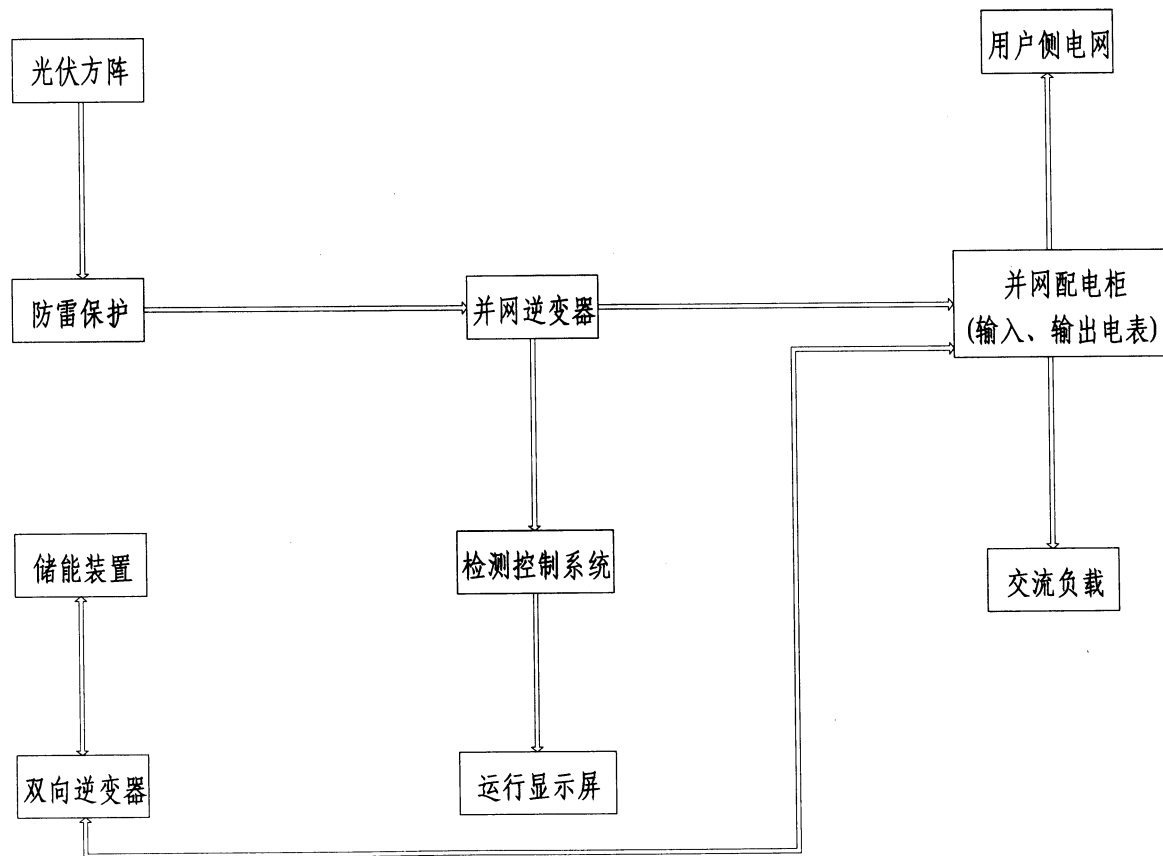 光伏方阵
用户侧电网
防雷保护
并网逆变器
并网配电柜
(输入、输出电表)
储能装置
检测控制系统
交流负载
双向逆变器
运行显示屏